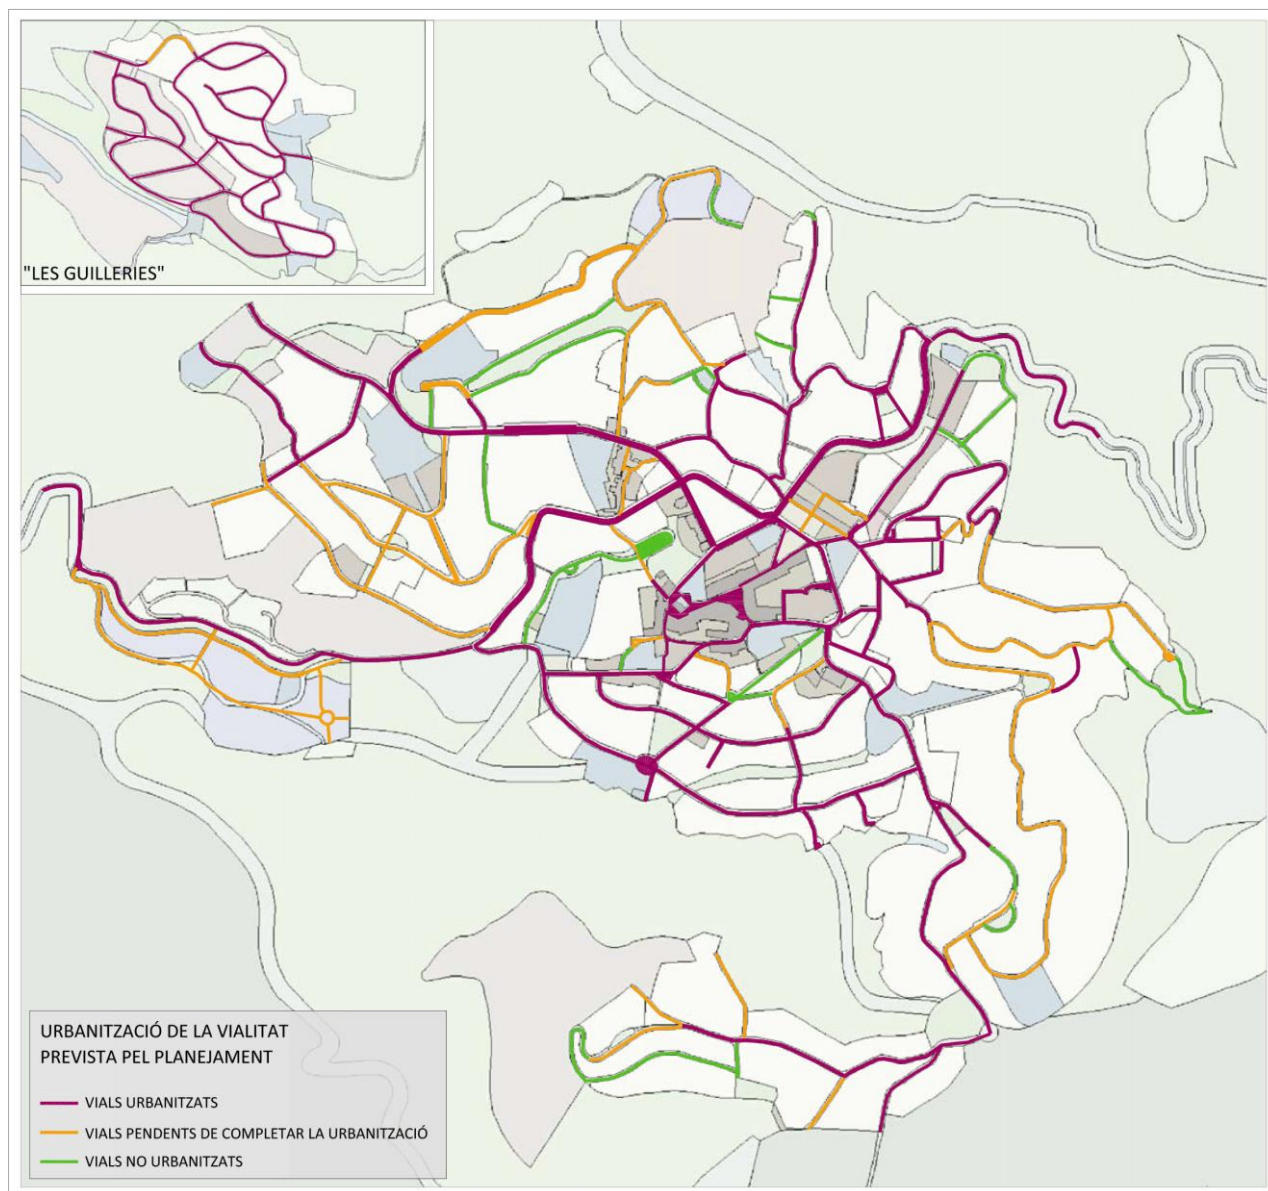 "LES GUILLERIES"
URBANITZACIÓ DE LA VIALITAT
PREVISTA PEL PLANEJAMENT
VIALS URBANITZATS
VIALS PENDENTS DE COMPLETAR LA URBANITZACIÓ
VIALS NO URBANITZATS